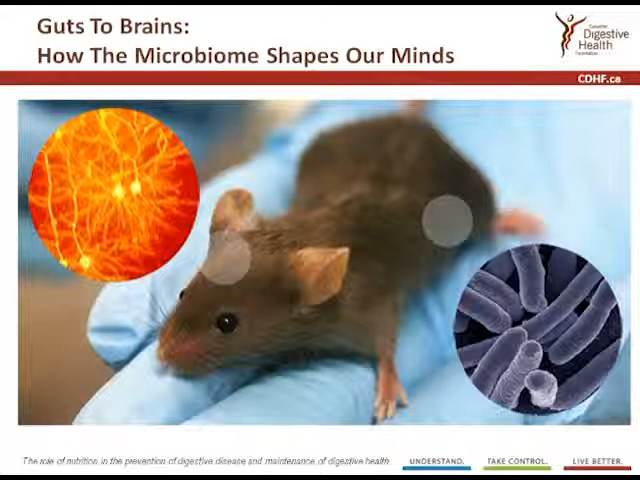 Guts To Brains:
How The Microbiome Shapes Our Minds
Canadian
Digestive
Health
Foundation
CDHF.ca
The role of nutrition in the prevention of digestive disease and maintenance of digestive health
UNDERSTAND. TAKE CONTROL. LIVE BETTER.